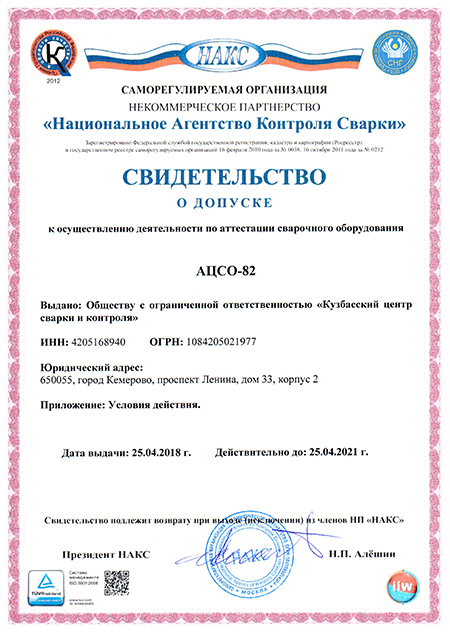 НАКС
СНГ
2012
САМОРЕГУЛИРУЕМАЯ ОРГАНИЗАЦИЯ
НЕКОММЕРЧЕСКОЕ ПАРТНЕРСТВО
«Национальное Агентство Контроля Сварки»
Зарегистрировано Федеральной службой государственной регистрации, кадастра и картографии (Росреестр)
в государственном реестре саморегулируемых организаций 16 февраля 2010 года за № 0038, 16 октября 2011 года за № 0212
СВИДЕТЕЛЬСТВО
О ДОПУСКЕ
к осуществлению деятельности по аттестации сварочного оборудования
АЦСО-82
Выдано: Обществу с ограниченной ответственностью «Кузбасский центр
сварки и контроля»
ИНН: 4205168940 ОГРН: 1084205021977
Юридический адрес:
650055, город Кемерово, проспект Ленина, дом 33, корпус 2
Приложение: Условия действия.
Дата выдачи: 25.04.2018 г. Действительно до: 25.04.2021 г.
Свидетельство подлежит возврату при выходе (исключении) из членов НП «НАКС»
Президент НАКС Н.П. Алёшин
МОСКВА
Система
менеджмента
ISO 9001:2008
iiw